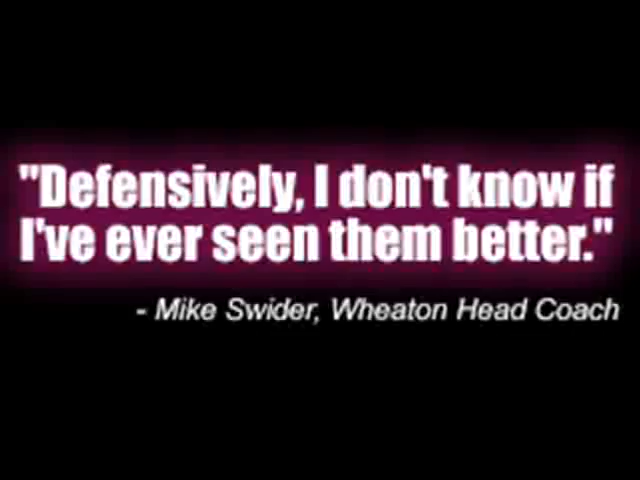 "Defensively, I don't know if
I've ever seen them better."
- Mike Swider, Wheaton Head Coach